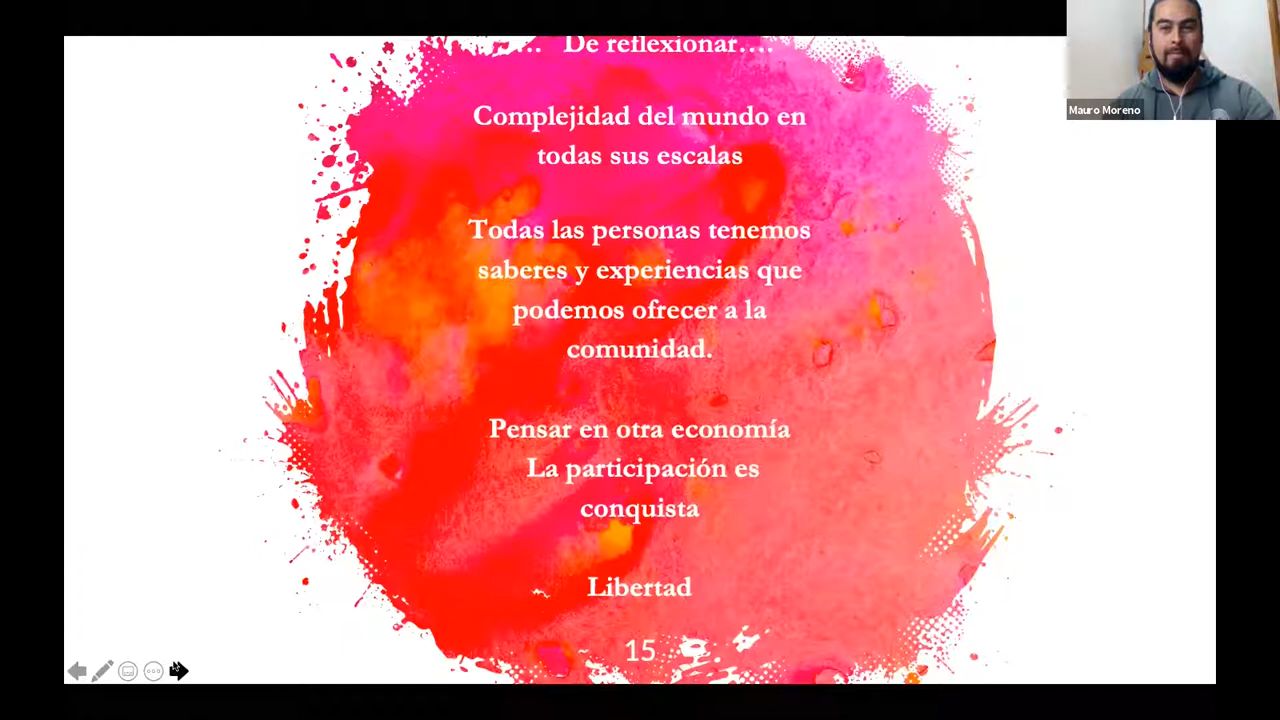 ….. De reflexionar….
Complejidad del mundo en
todas sus escalas
Todas las personas tenemos
saberes y experiencias que
podemos ofrecer a la
comunidad.
Pensar en otra economía
La participación es
conquista
Libertad
15
Mauro Moreno